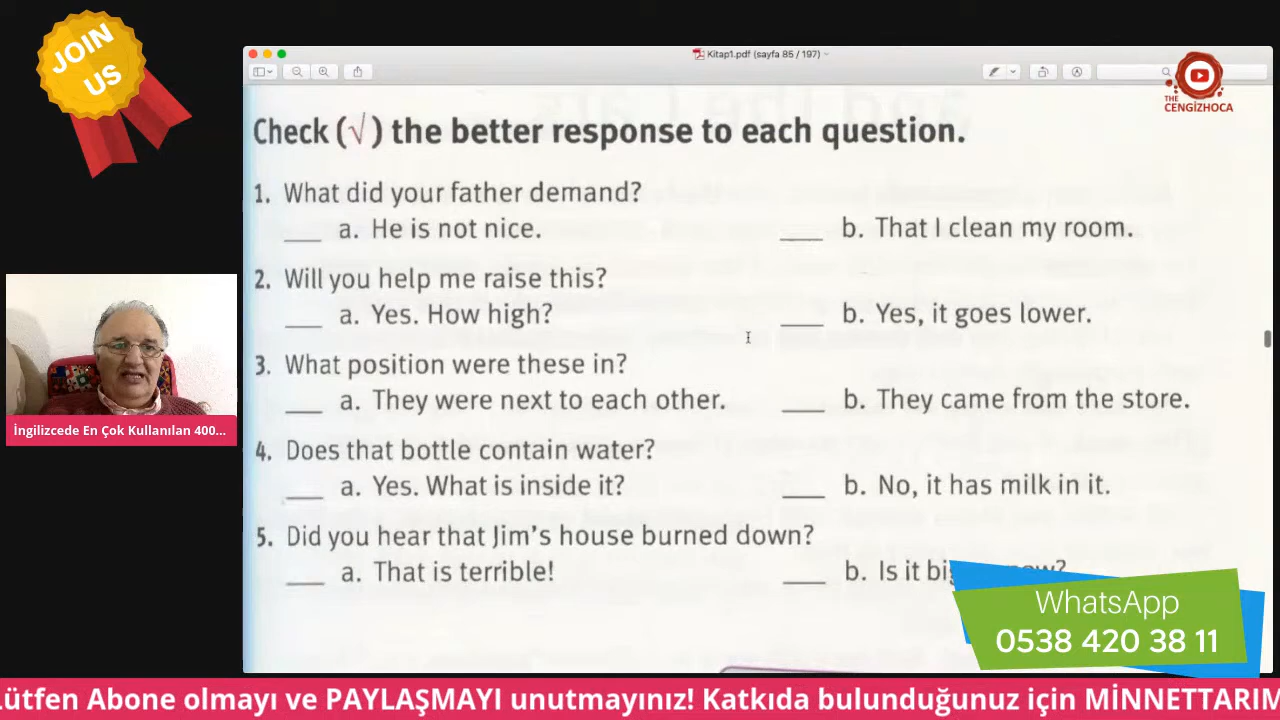 JOIN
US
Kitap1.pdf (sayfa 85 / 197)
THE
CENGİZHOCA
Check (√) the better response to each question.
1. What did your father demand?
___ a. He is not nice. ___ b. That I clean my room.
2. Will you help me raise this?
___ a. Yes. How high? ___ b. Yes, it goes lower.
3. What position were these in?
___ a. They were next to each other. ___ b. They came from the store.
4. Does that bottle contain water?
___ a. Yes. What is inside it? ___ b. No, it has milk in it.
5. Did you hear that Jim's house burned down?
___ a. That is terrible! ___ b. Is it
İngilizcede En Çok Kullanılan 400...
WhatsApp
0538 420 38 11
Lütfen Abone olmayı ve PAYLAŞMAYI unutmayınız! Katkıda bulunduğunuz için MİNNETTARIM